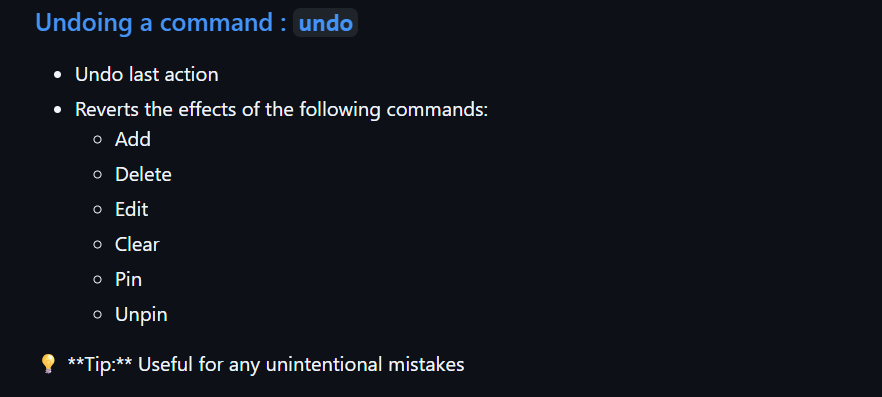 Undoing a command : undo
• Undo last action
• Reverts the effects of the following commands:
○ Add
○ Delete
○ Edit
○ Clear
○ Pin
○ Unpin
💡 **Tip:** Useful for any unintentional mistakes